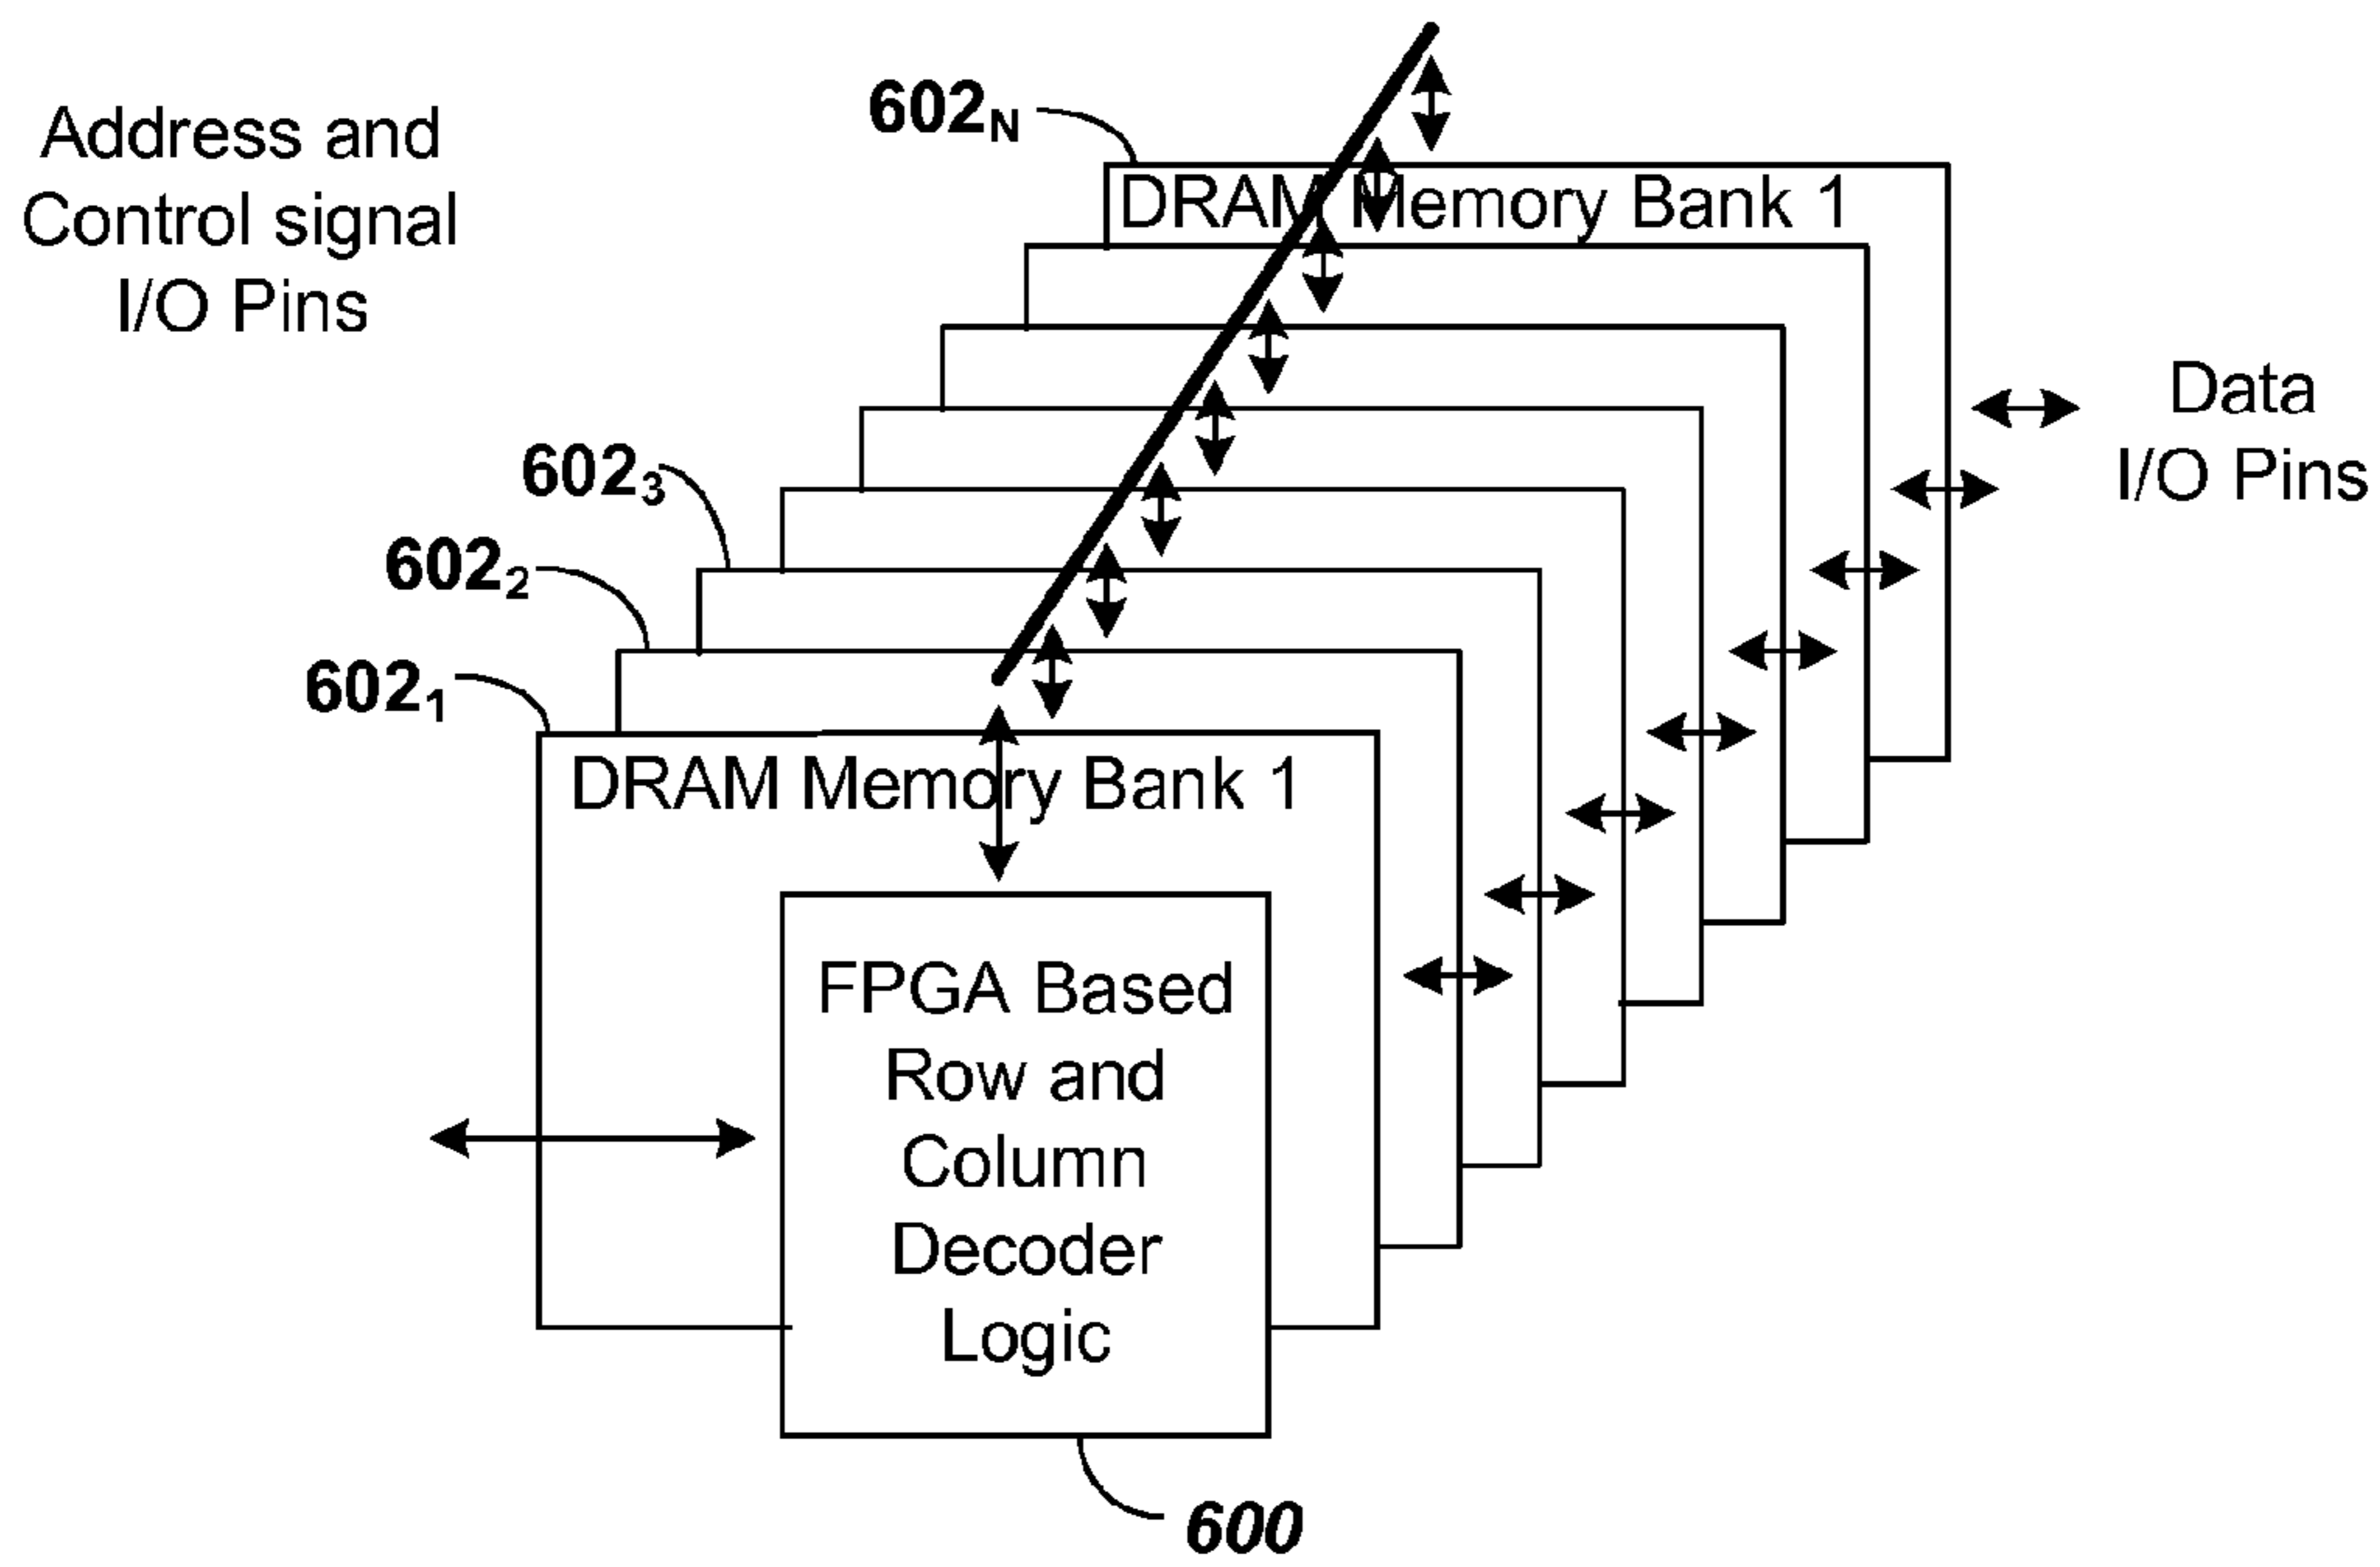 Address and
Control signal
I/O Pins
602N
DRAM Memory Bank 1
Data
I/O Pins
6023
6022
6021
DRAM Memory Bank 1
FPGA Based
Row and
Column
Decoder
Logic
600